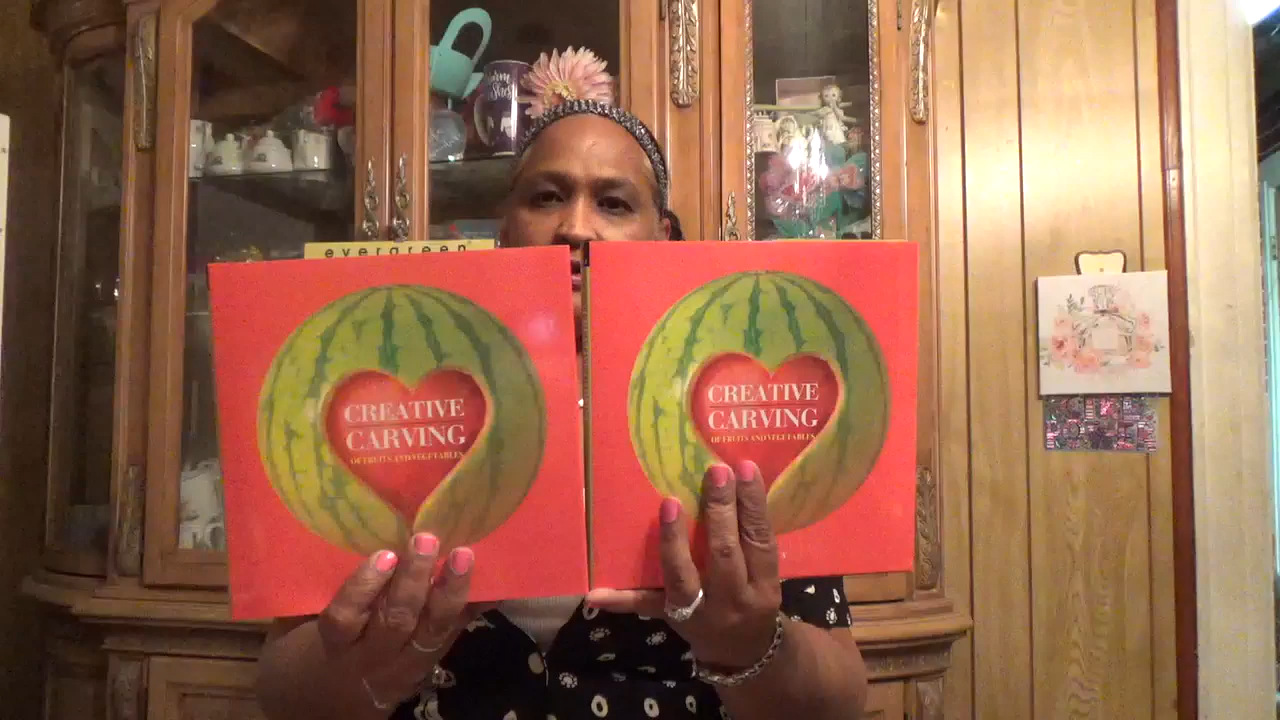 evergreen
CREATIVE
CARVING
OF FRUITS AND VEGETABLES
CREATIVE
CARVING
OF FRUITS AND VEGETABLES